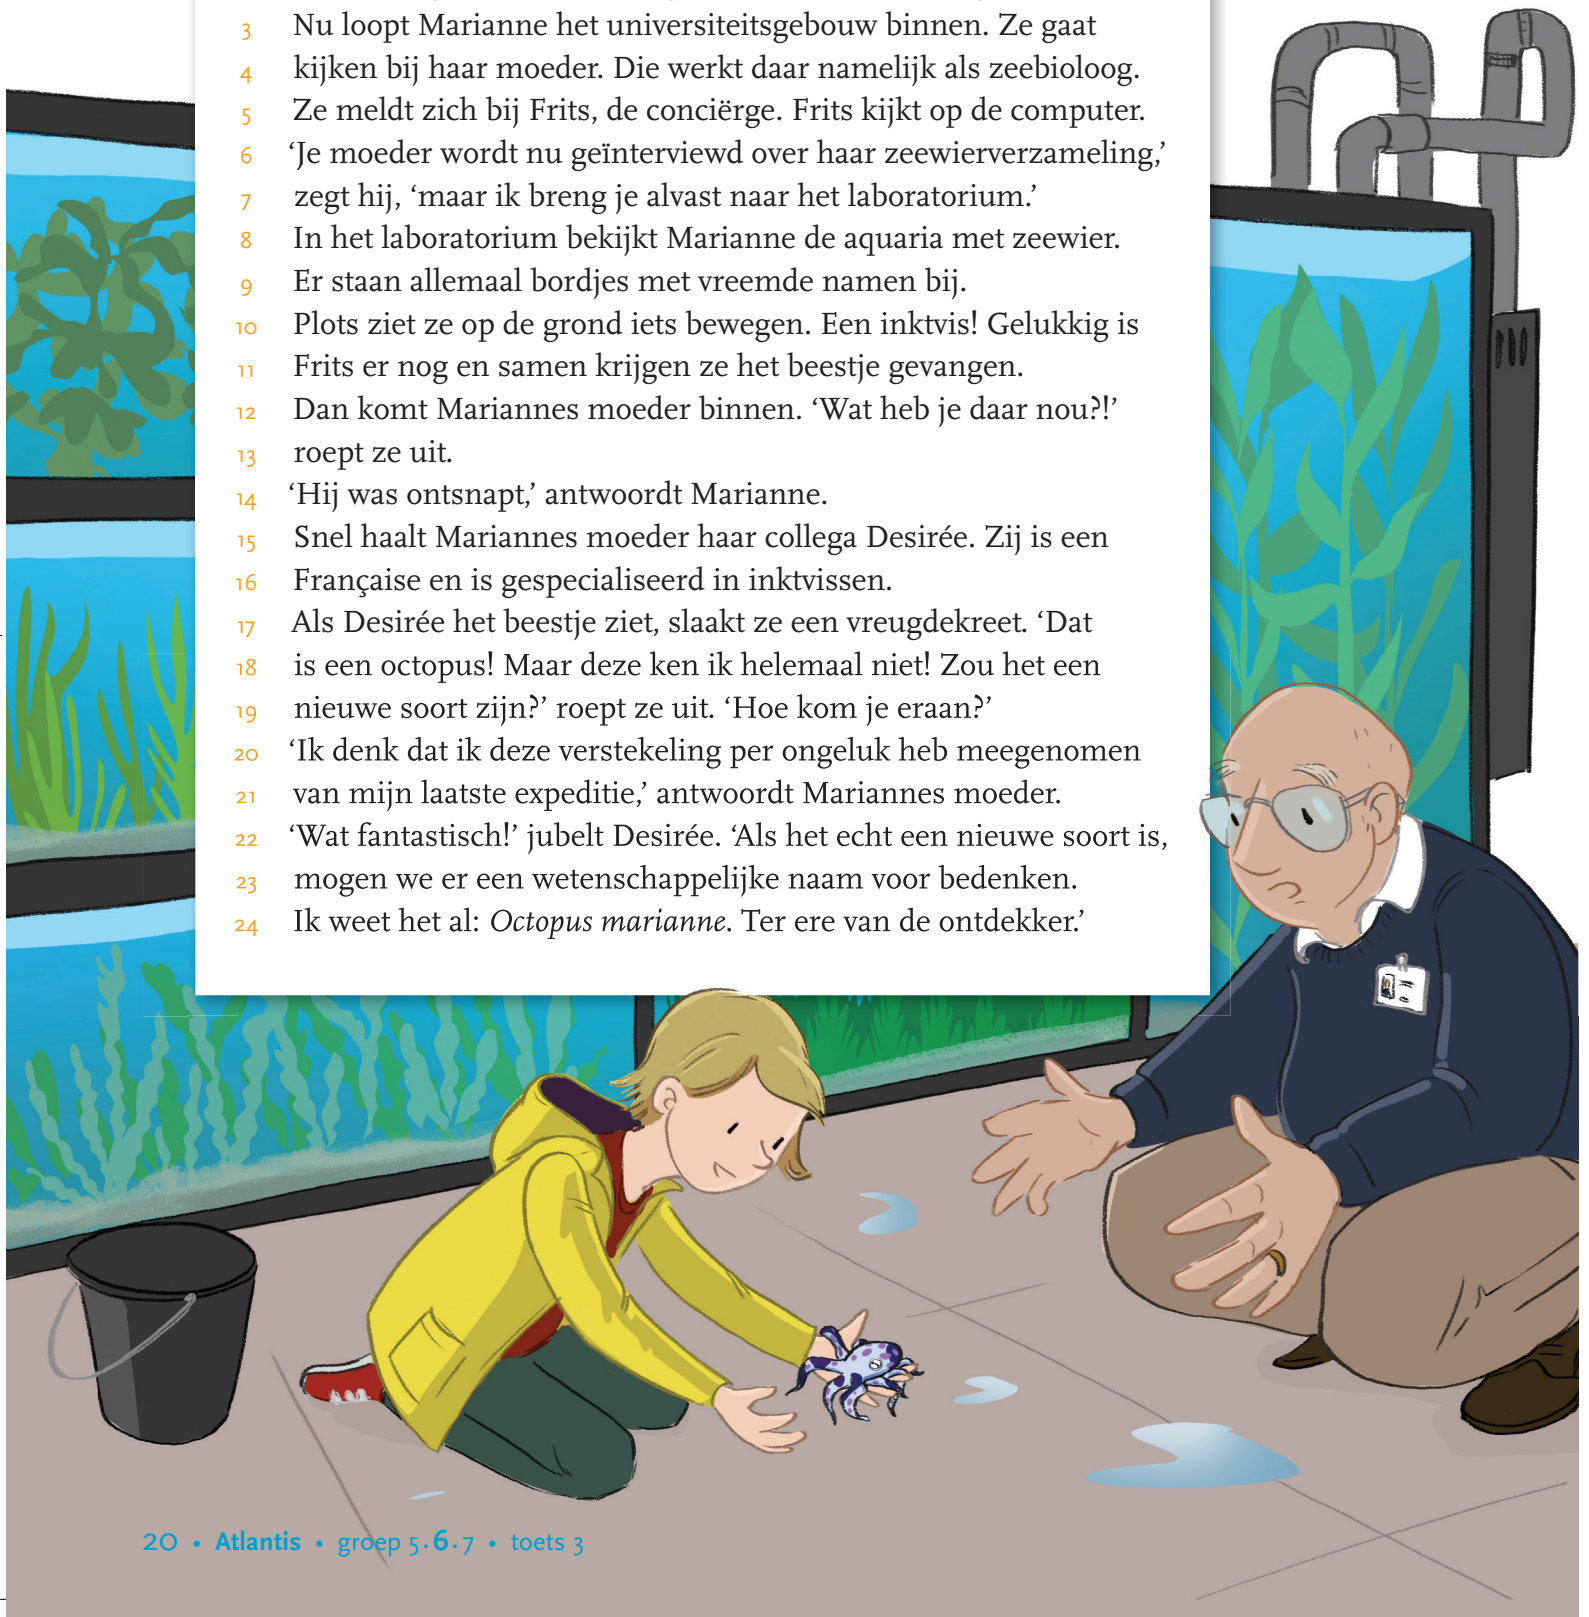 3 Nu loopt Marianne het universiteitsgebouw binnen. Ze gaat
4 kijken bij haar moeder. Die werkt daar namelijk als zeebioloog.
5 Ze meldt zich bij Frits, de conciërge. Frits kijkt op de computer.
6 ‘Je moeder wordt nu geïnterviewd over haar zeewierverzameling,’
7 zegt hij, ‘maar ik breng je alvast naar het laboratorium.’
8 In het laboratorium bekijkt Marianne de aquaria met zeewier.
9 Er staan allemaal bordjes met vreemde namen bij.
10 Plots ziet ze op de grond iets bewegen. Een inktvis! Gelukkig is
11 Frits er nog en samen krijgen ze het beestje gevangen.
12 Dan komt Mariannes moeder binnen. ‘Wat heb je daar nou?!’
13 roept ze uit.
14 ‘Hij was ontsnapt,’ antwoordt Marianne.
15 Snel haalt Mariannes moeder haar collega Desirée. Zij is een
16 Française en is gespecialiseerd in inktvissen.
17 Als Desirée het beestje ziet, slaakt ze een vreugdekreet. ‘Dat
18 is een octopus! Maar deze ken ik helemaal niet! Zou het een
19 nieuwe soort zijn?’ roept ze uit. ‘Hoe kom je eraan?’
20 ‘Ik denk dat ik deze verstekeling per ongeluk heb meegenomen
21 van mijn laatste expeditie,’ antwoordt Mariannes moeder.
22 ‘Wat fantastisch!’ jubelt Desirée. ‘Als het echt een nieuwe soort is,
23 mogen we er een wetenschappelijke naam voor bedenken.
24 Ik weet het al: Octopus marianne. Ter ere van de ontdekker.’
20 • Atlantis • groep 5.6.7 • toets 3